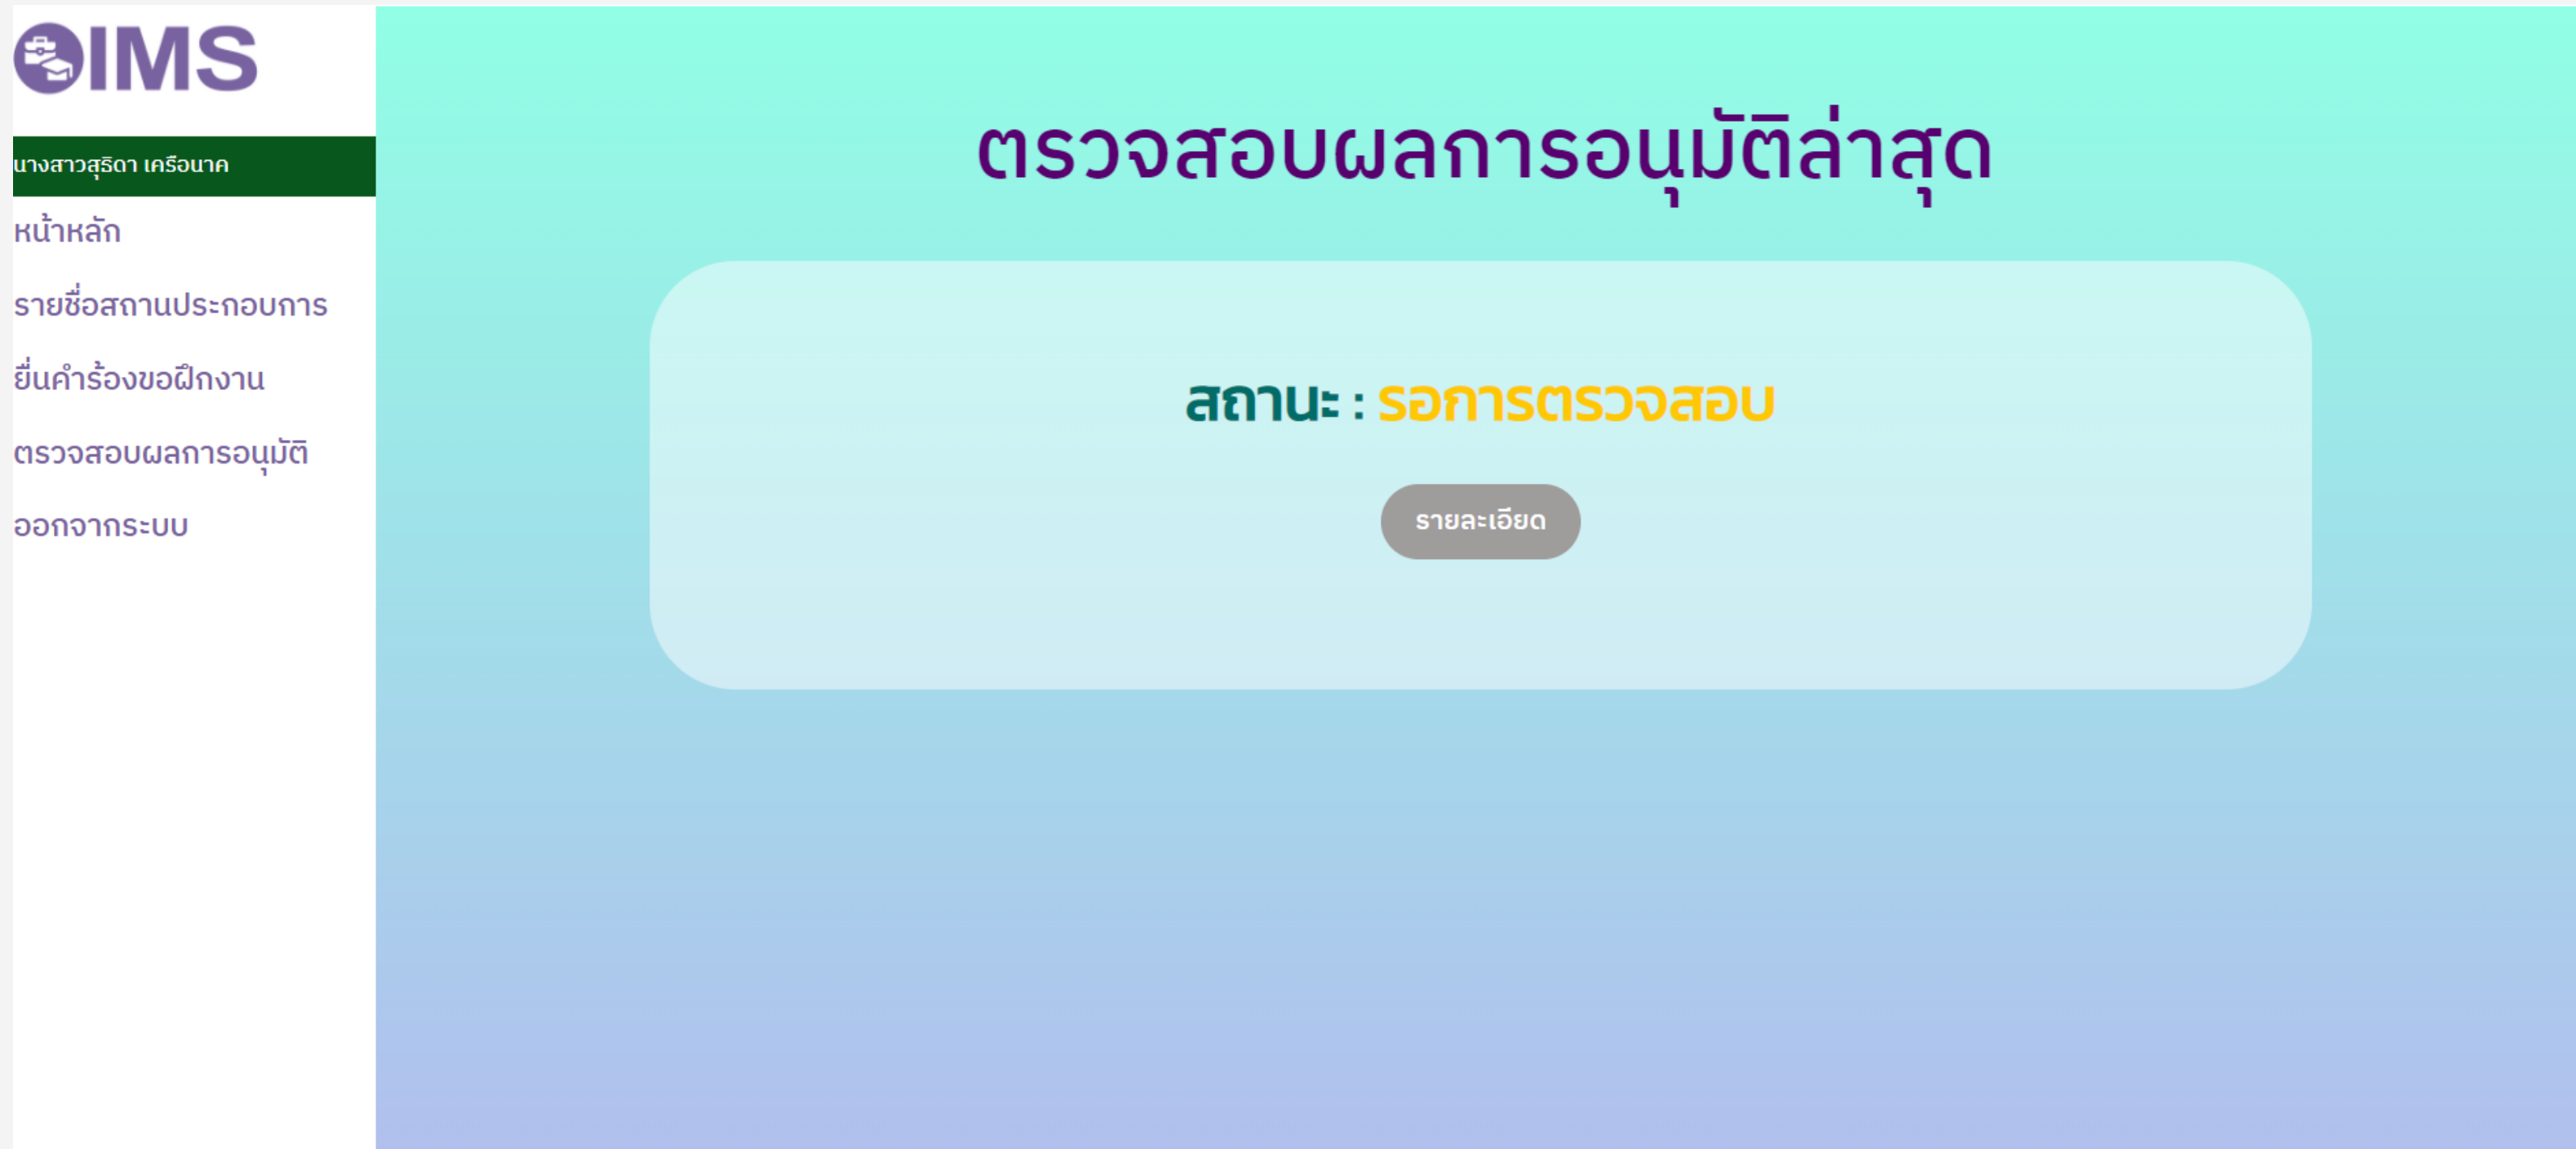 IMS
นางสาวสุธิดา เครือนาค
หน้าหลัก
รายชื่อสถานประกอบการ
ยื่นคำร้องขอฝึกงาน
ตรวจสอบผลการอนุมัติ
ออกจากระบบ
ตรวจสอบผลการอนุมัติล่าสุด
สถานะ : รอการตรวจสอบ
รายละเอียด